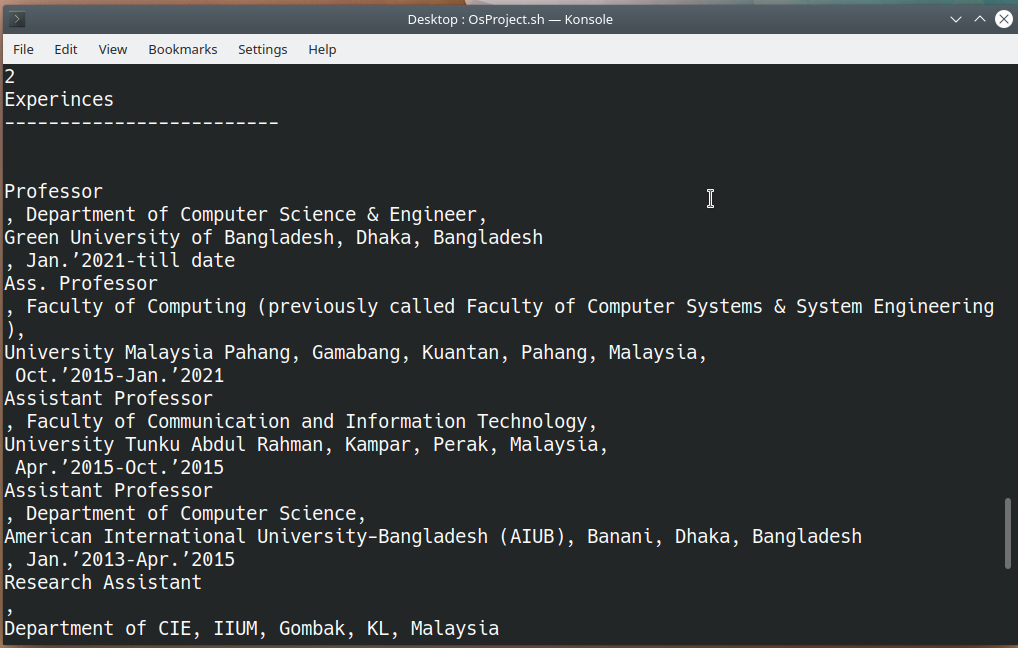 Desktop : OsProject.sh — Konsole
File Edit View Bookmarks Settings Help
2
Experinces
-------------------------
Professor
, Department of Computer Science & Engineer,
Green University of Bangladesh, Dhaka, Bangladesh
, Jan.’2021-till date
Ass. Professor
, Faculty of Computing (previously called Faculty of Computer Systems & System Engineering
),
University Malaysia Pahang, Gamabang, Kuantan, Pahang, Malaysia,
 Oct.’2015-Jan.’2021
Assistant Professor
, Faculty of Communication and Information Technology,
University Tunku Abdul Rahman, Kampar, Perak, Malaysia,
 Apr.’2015-Oct.’2015
Assistant Professor
, Department of Computer Science,
American International University–Bangladesh (AIUB), Banani, Dhaka, Bangladesh
, Jan.’2013-Apr.’2015
Research Assistant
,
Department of CIE, IIUM, Gombak, KL, Malaysia